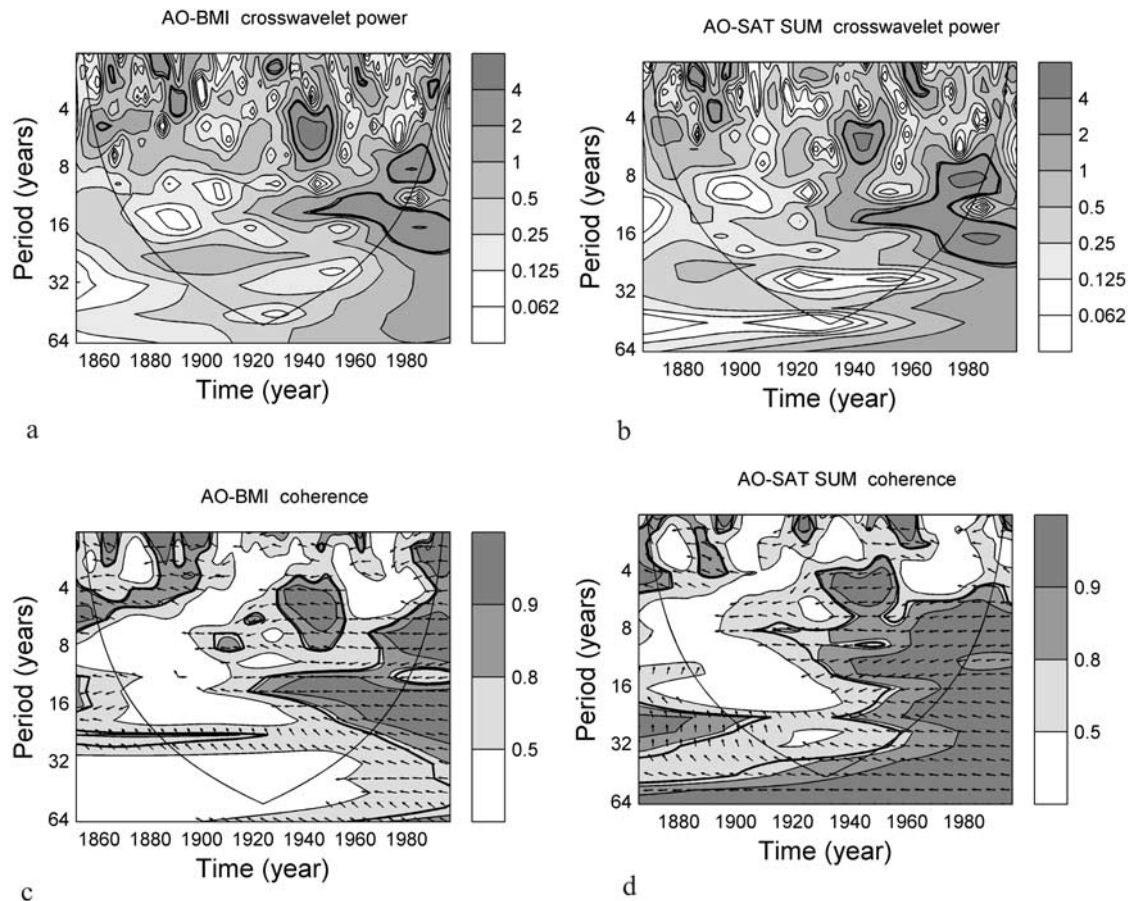 AO-BMI crosswavelet power
Period (years)
4
8
16
32
64
1860 1880 1900 1920 1940 1960 1980
Time (year)
4
2
1
0.5
0.25
0.125
0.062
a
AO-SAT SUM crosswavelet power
Period (years)
4
8
16
32
64
1880 1900 1920 1940 1960 1980
Time (year)
4
2
1
0.5
0.25
0.125
0.062
b
AO-BMI coherence
Period (years)
4
8
16
32
64
1860 1880 1900 1920 1940 1960 1980
Time (year)
0.9
0.8
0.5
c
AO-SAT SUM coherence
Period (years)
4
8
16
32
64
1880 1900 1920 1940 1960 1980
Time (year)
0.9
0.8
0.5
d